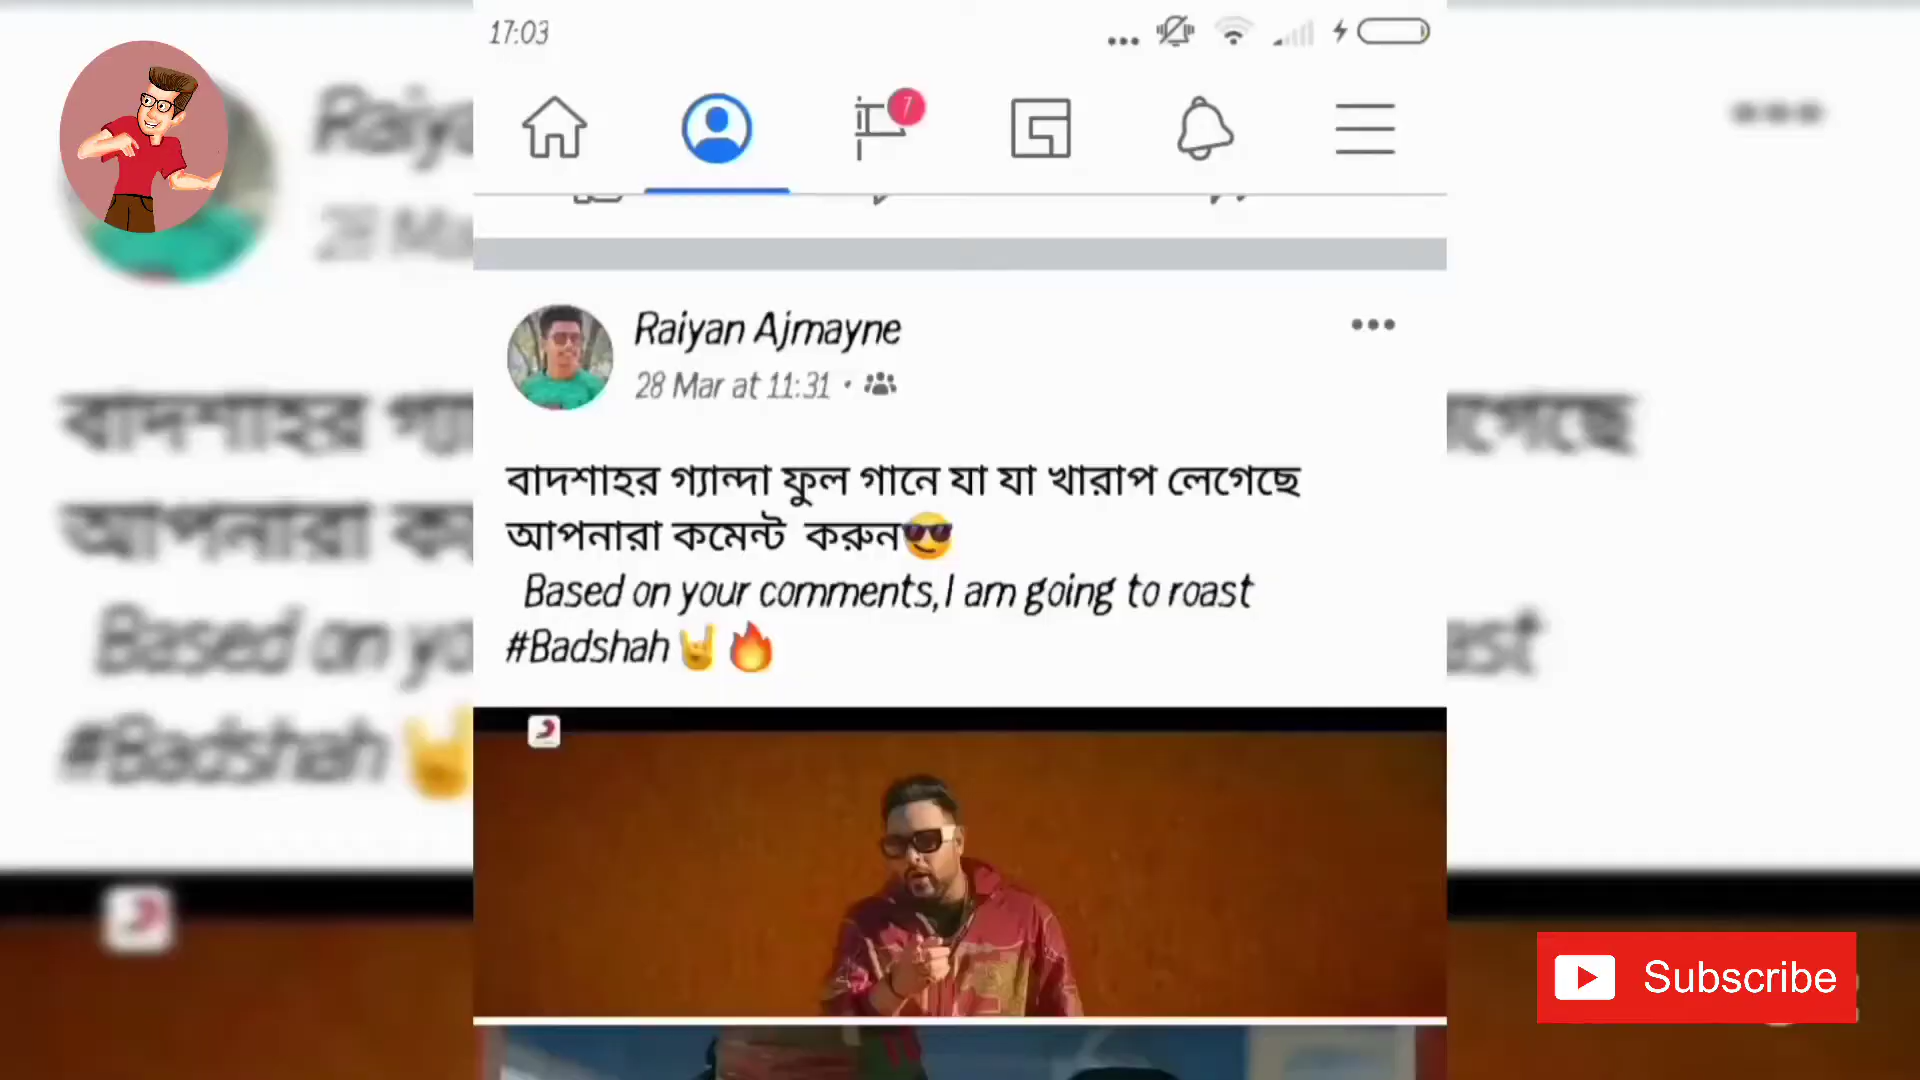 17:03
7
Raiyan Ajmayne
28 Mar at 11:31
বাদশাহর গ্যান্দা ফুল গানে যা যা খারাপ লেগেছে
আপনারা কমেন্ট করুন😎
Based on your comments,I am going to roast
#Badshah🤘🔥
Subscribe